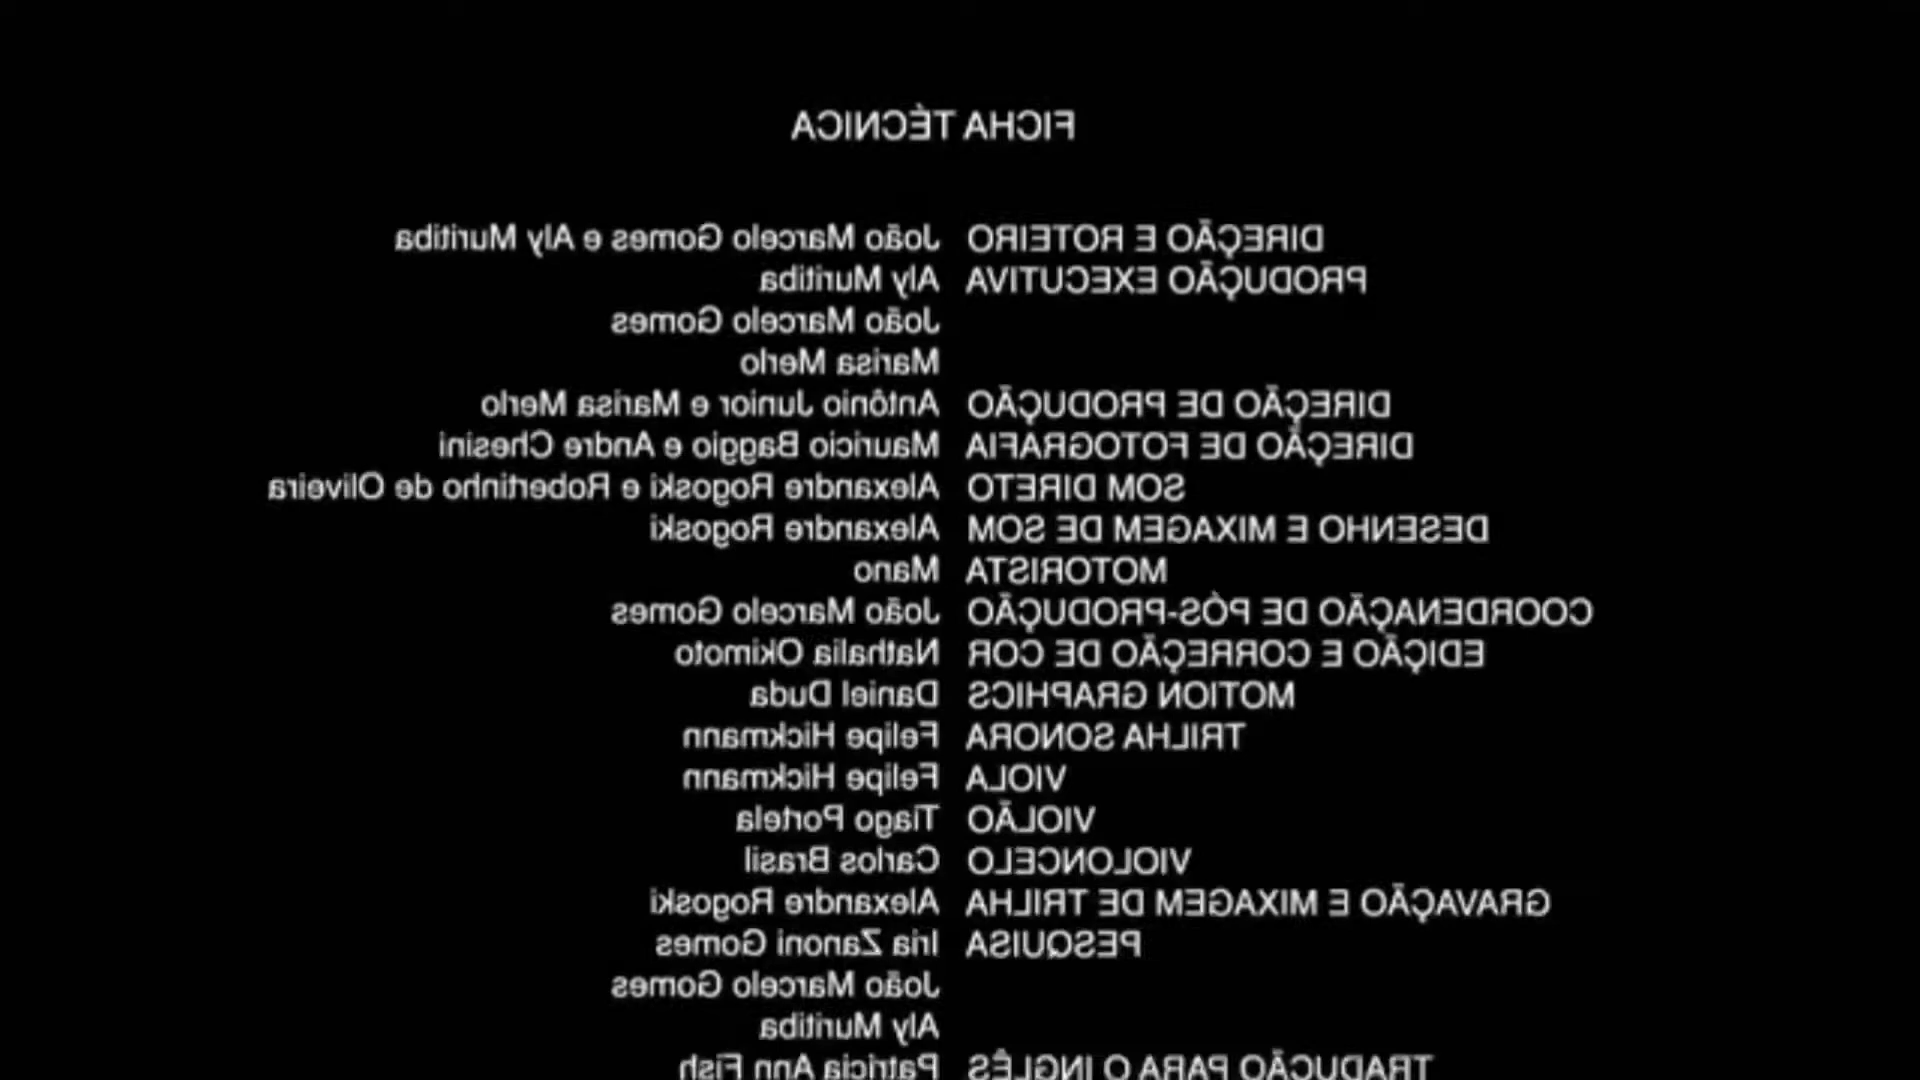 FICHA TÉCNICA
DIREÇÃO E ROTEIRO João Marcelo Gomes e Aly Muritiba
PRODUÇÃO EXECUTIVA Aly Muritiba
João Marcelo Gomes
Marisa Merlo
DIREÇÃO DE PRODUÇÃO Antônio Junior e Marisa Merlo
DIREÇÃO DE FOTOGRAFIA Mauricio Baggio e Andre Chesini
SOM DIRETO Alexandre Rogoski e Robertinho de Oliveira
DESENHO E MIXAGEM DE SOM Alexandre Rogoski
MOTORISTA Mano
COORDENAÇÃO DE PÓS-PRODUÇÃO João Marcelo Gomes
EDIÇÃO E CORREÇÃO DE COR Nathalia Okimoto
MOTION GRAPHICS Daniel Duda
TRILHA SONORA Felipe Hickmann
VIOLA Felipe Hickmann
VIOLÃO Tiago Portela
VIOLONCELO Carlos Brasil
GRAVAÇÃO E MIXAGEM DE TRILHA Alexandre Rogoski
PESQUISA Iria Zanoni Gomes
João Marcelo Gomes
Aly Muritiba
TRADUÇÃO PARA O INGLÊS Patricia Ann Fish